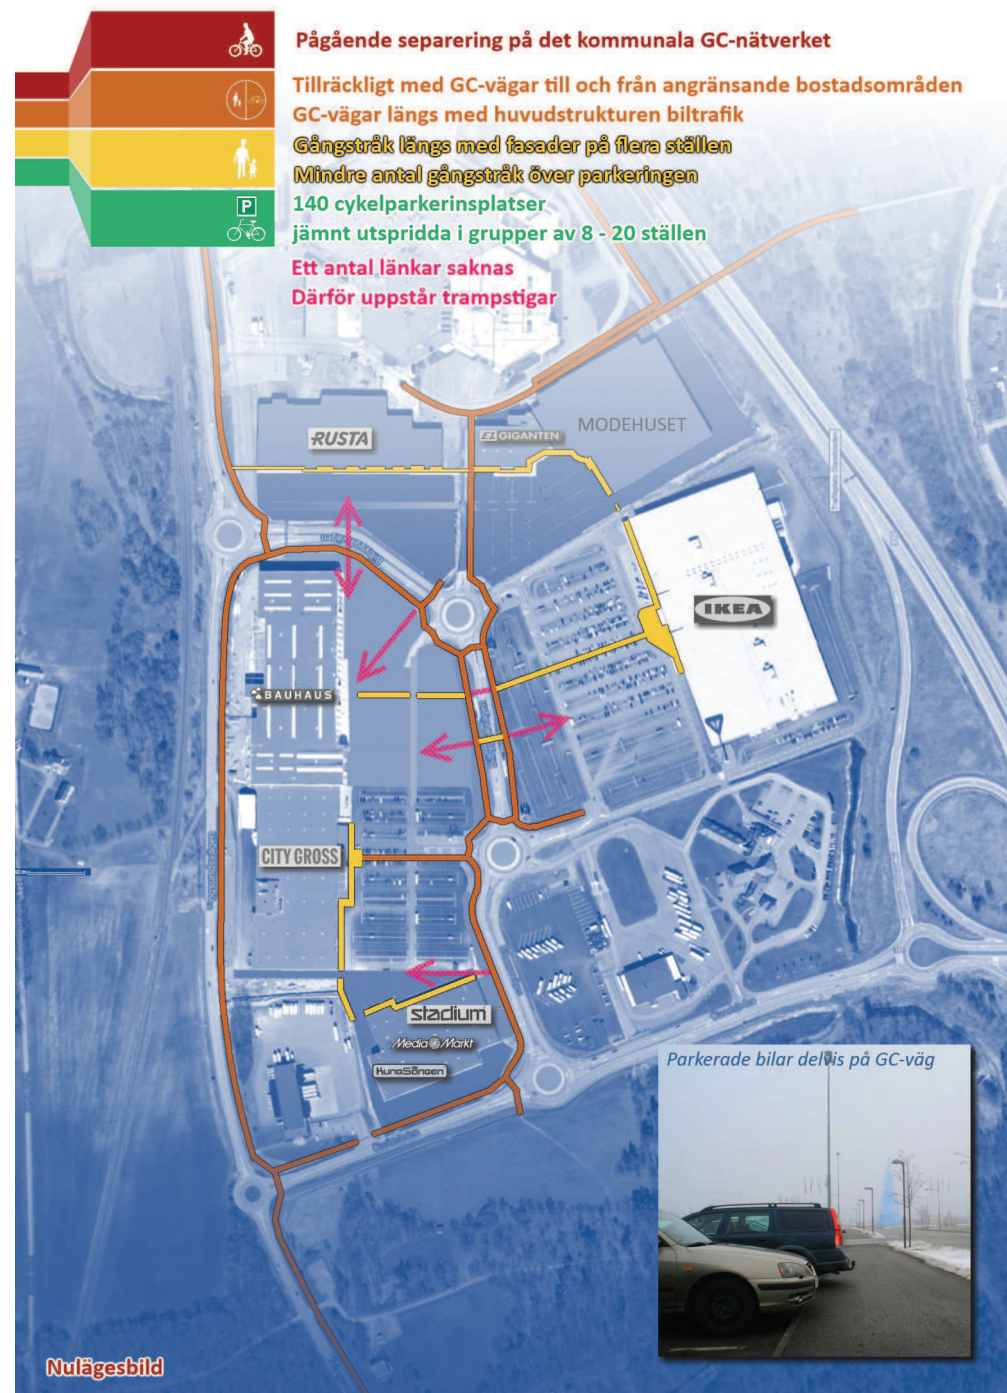 Pågående separering på det kommunala GC-nätverket
Tillräckligt med GC-vägar till och från angränsande bostadsområden
GC-vägar längs med huvudstrukturen biltrafik
Gångstråk längs med fasader på flera ställen
Mindre antal gångstråk över parkeringen
P
140 cykelparkerinsplatser
jämnt utspridda i grupper av 8 - 20 ställen
Ett antal länkar saknas
Därför uppstår trampstigar
RUSTA
GIGANTEN
MODEHUSET
IKEA
BAUHAUS
CITY GROSS
stadium
Media Markt
KungSängen
Parkerade bilar delvis på GC-väg
Nulägesbild